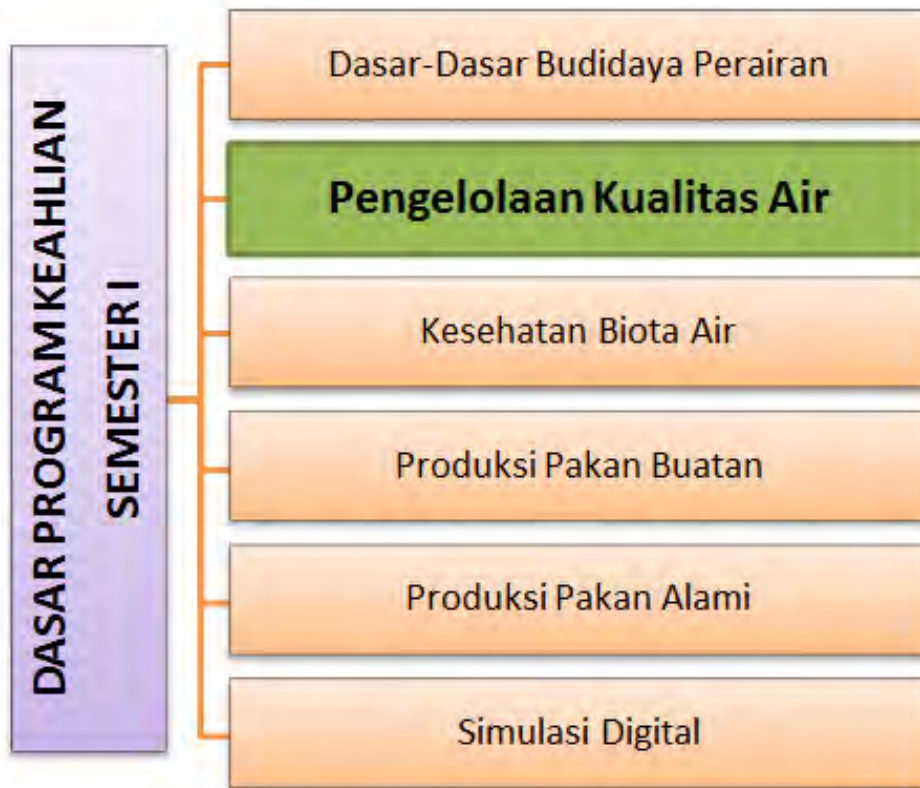 DASAR PROGRAM KEAHLIAN
SEMESTER I
Dasar-Dasar Budidaya Perairan
Pengelolaan Kualitas Air
Kesehatan Biota Air
Produksi Pakan Buatan
Produksi Pakan Alami
Simulasi Digital